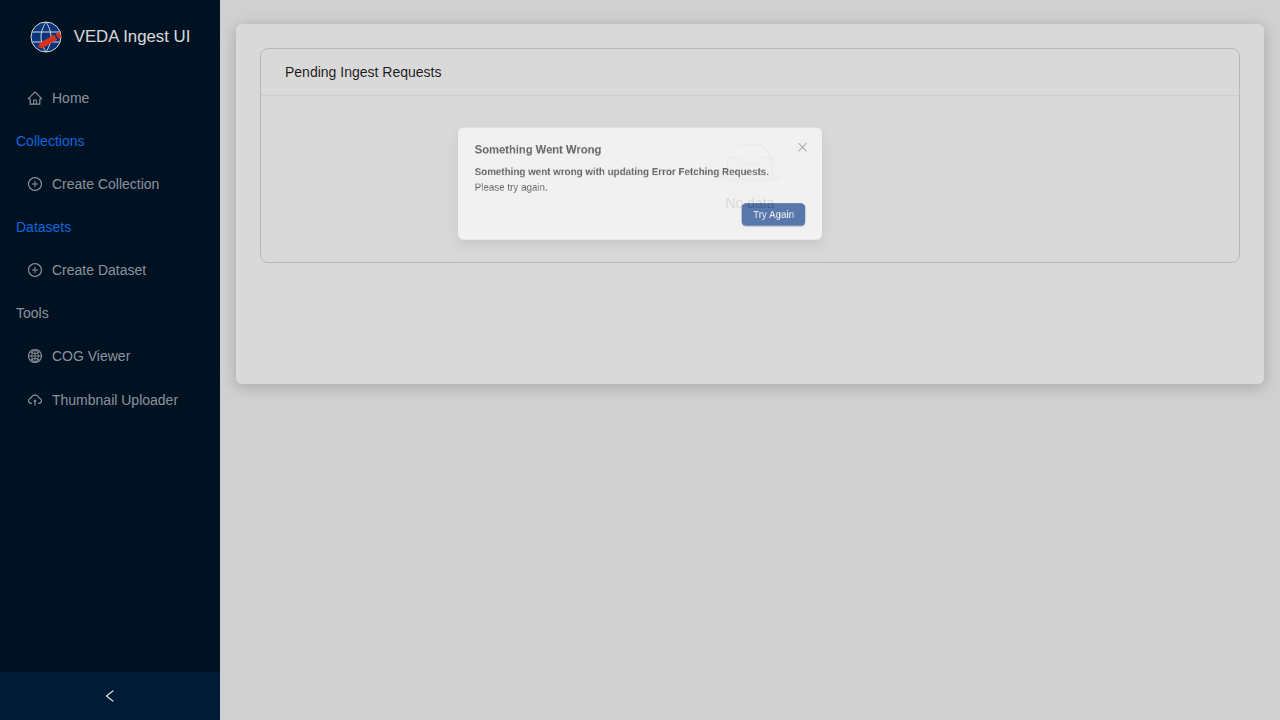 VEDA Ingest UI
Home
Collections
Create Collection
Datasets
Create Dataset
Tools
COG Viewer
Thumbnail Uploader
Pending Ingest Requests
Something Went Wrong
Something went wrong with updating Error Fetching Requests.
Please try again.
No data
Try Again